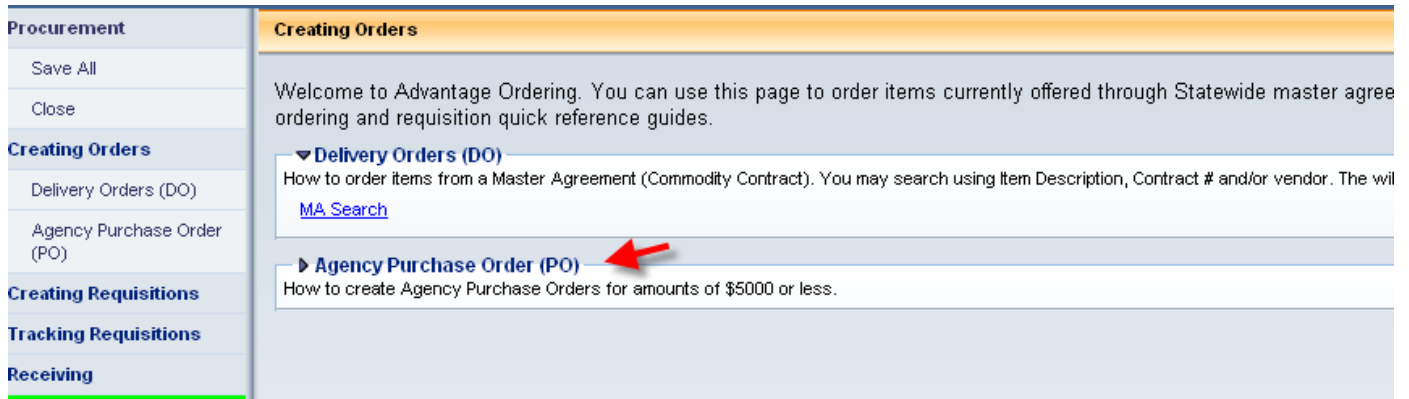 Procurement
Save All
Close
Creating Orders
Delivery Orders (DO)
Agency Purchase Order
(PO)
Creating Requisitions
Tracking Requisitions
Receiving
Creating Orders
Welcome to Advantage Ordering. You can use this page to order items currently offered through Statewide master agree
ordering and requisition quick reference guides.
Delivery Orders (DO)
How to order items from a Master Agreement (Commodity Contract). You may search using Item Description, Contract # and/or vendor. The wil
MA Search
Agency Purchase Order (PO)
How to create Agency Purchase Orders for amounts of $5000 or less.